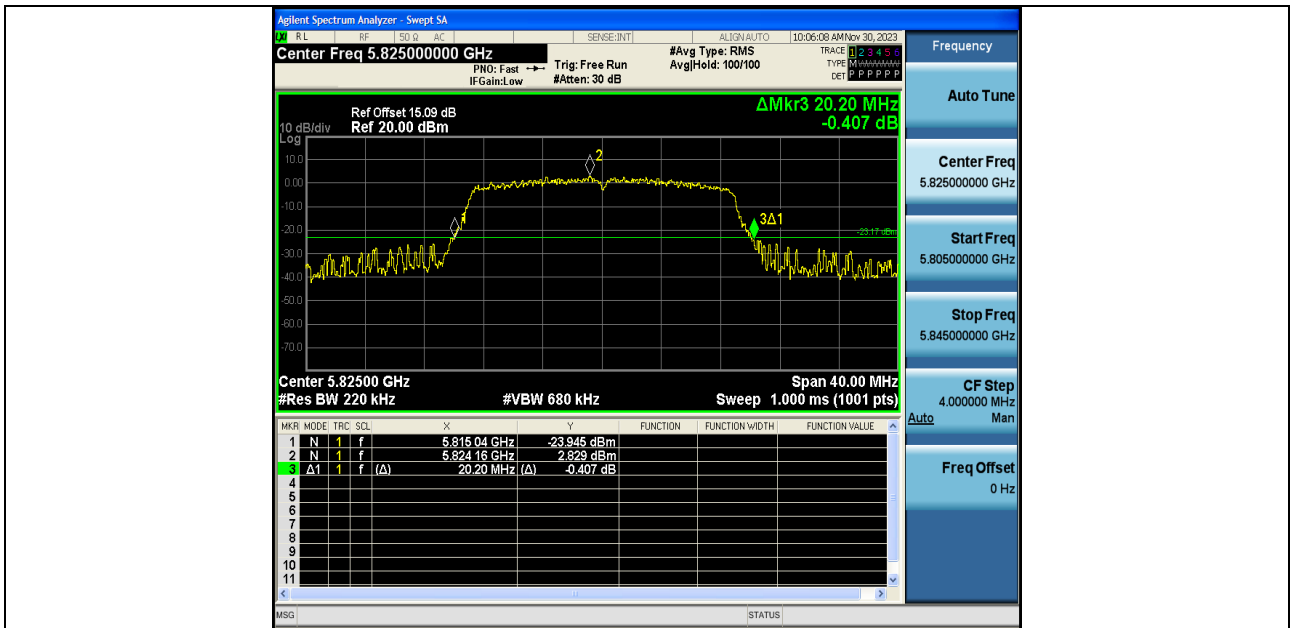 Agilent Spectrum Analyzer - Swept SA
LXI RL RF 50 Ω AC SENSE:INT ALIGN AUTO 10:06:08 AM Nov 30, 2023
Center Freq 5.825000000 GHz
PNO: Fast
IFGain:Low
Trig: Free Run
#Atten: 30 dB
#Avg Type: RMS
Avg|Hold: 100/100
TRACE 1 2 3 4 5 6
TYPE M
DET P P P P P P
ΔMkr3 20.20 MHz
-0.407 dB
Ref Offset 15.09 dB
10 dB/div Ref 20.00 dBm
Log
10.0
0.00
-10.0
-20.0
-30.0
-40.0
-50.0
-60.0
-70.0
2
1
3Δ1
-23.17 dBm
Center 5.82500 GHz Span 40.00 MHz
#Res BW 220 kHz #VBW 680 kHz Sweep 1.000 ms (1001 pts)
MKR MODE TRC SCL X Y FUNCTION FUNCTION WIDTH FUNCTION VALUE
1 N 1 f 5.815 04 GHz -23.945 dBm
2 N 1 f 5.824 16 GHz 2.829 dBm
3 Δ1 1 f (Δ) 20.20 MHz (Δ) -0.407 dB
4
5
6
7
8
9
10
11
MSG STATUS
Frequency
Auto Tune
Center Freq
5.825000000 GHz
Start Freq
5.805000000 GHz
Stop Freq
5.845000000 GHz
CF Step
4.000000 MHz
Auto Man
Freq Offset
0 Hz